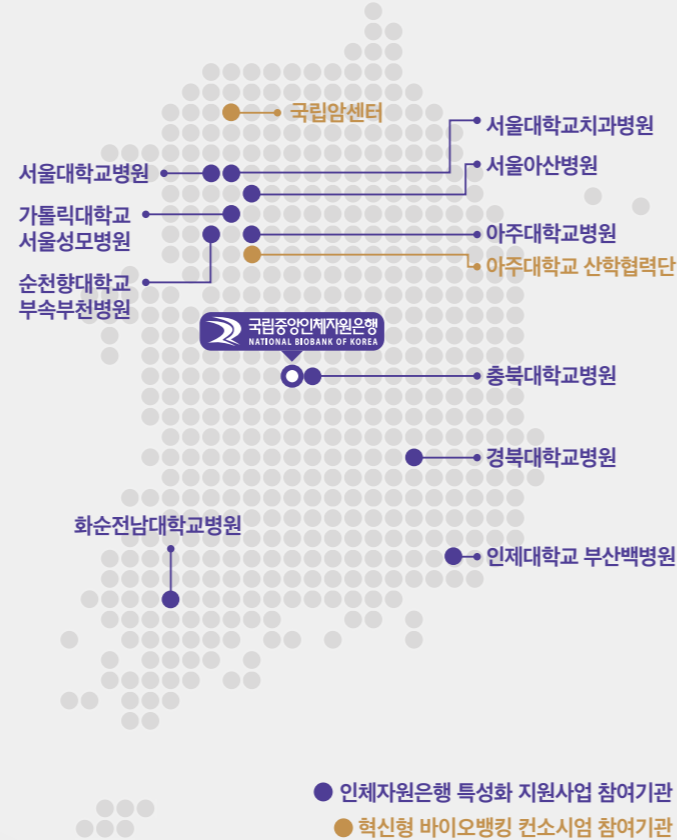 국립암센터
서울대학교치과병원
서울대학교병원
서울아산병원
가톨릭대학교
서울성모병원
아주대학교병원
아주대학교 산학협력단
순천향대학교
부속부천병원
국립중앙인체자원은행
NATIONAL BIOBANK OF KOREA
충북대학교병원
경북대학교병원
화순전남대학교병원
인제대학교 부산백병원
인체자원은행 특성화 지원사업 참여기관
혁신형 바이오뱅킹 컨소시엄 참여기관